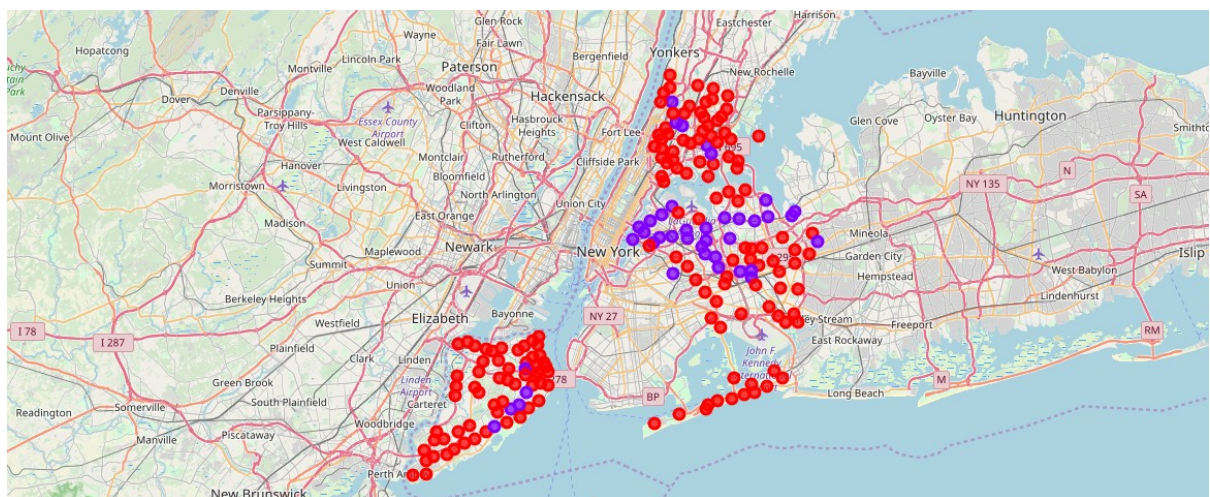 Glen Rock
Eastchester
Harrison
Hopatcong
Wayne
Fair Lawn
Bergenfield
Yonkers
Montville
Lincoln Park
Paterson
New Rochelle
Bayville
Dover
Denville
Woodland
Park
Hackensack
Huntington
Parsippany-
Troy Hills
Essex County
Airport
Clifton
Hasbrouck
Heights
Fort Lee
Glen Cove
Oyster Bay
Mount Olive
West Caldwell
Hanover
Montclair
Rutherford
Cliffside Park
695
Bloomfield
N
Morristown
Livingston
North Arlington
NY 135
SA
Union City
Madison
East Orange
Maplewood
Newark
New York
Mineola
Garden City
Summit
Hempstead
West Babylon
Islip
Union
Berkeley Heights
Lindenhurst
Elizabeth
Bayonne
NY 27
Freeport
I 78
Westfield
East Rockaway
RM
I 287
Plainfield
Clark
Linden
John F.
Kennedy
Linden
Airport
278
Green Brook
M
BP
Long Beach
South Plainfield
Carteret
Readington
Somerville
Woodbridge
Piscataway
Manville
New Brunswick